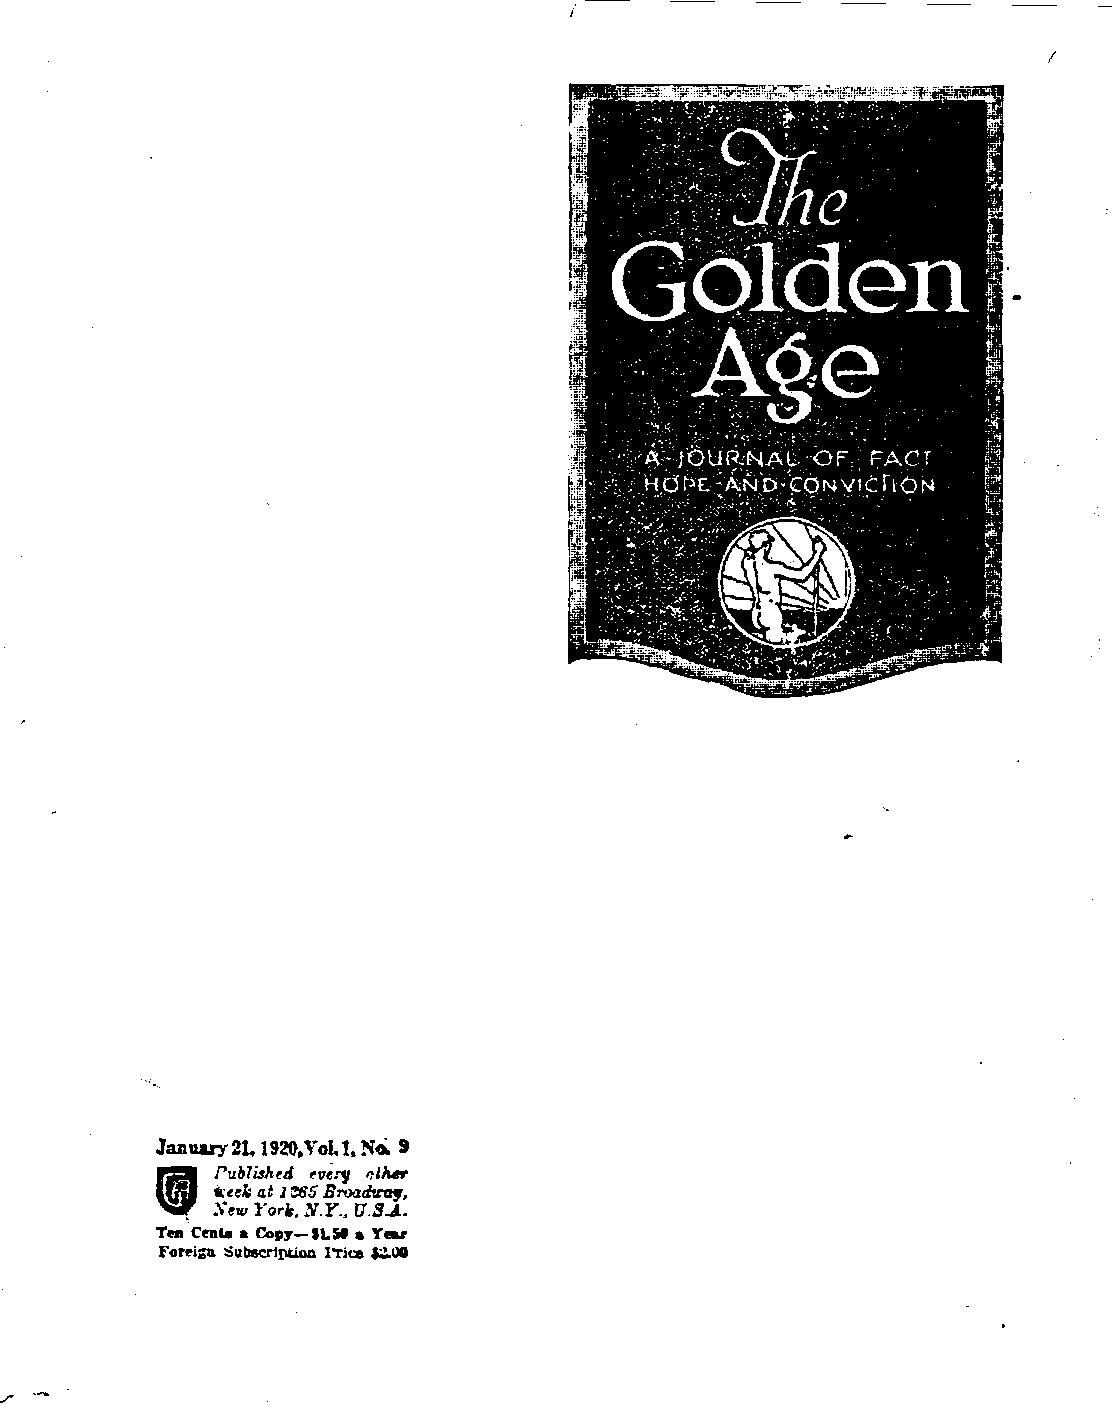 The
Golden
Age
A JOURNAL OF FACT
HOPE AND CONVICTION
January 21, 1920, Vol. 1, No. 9
Published every other
week at 1265 Broadway,
New York, N.Y., U.S.A.
Ten Cents a Copy—$1.50 a Year
Foreign Subscription Price $2.00